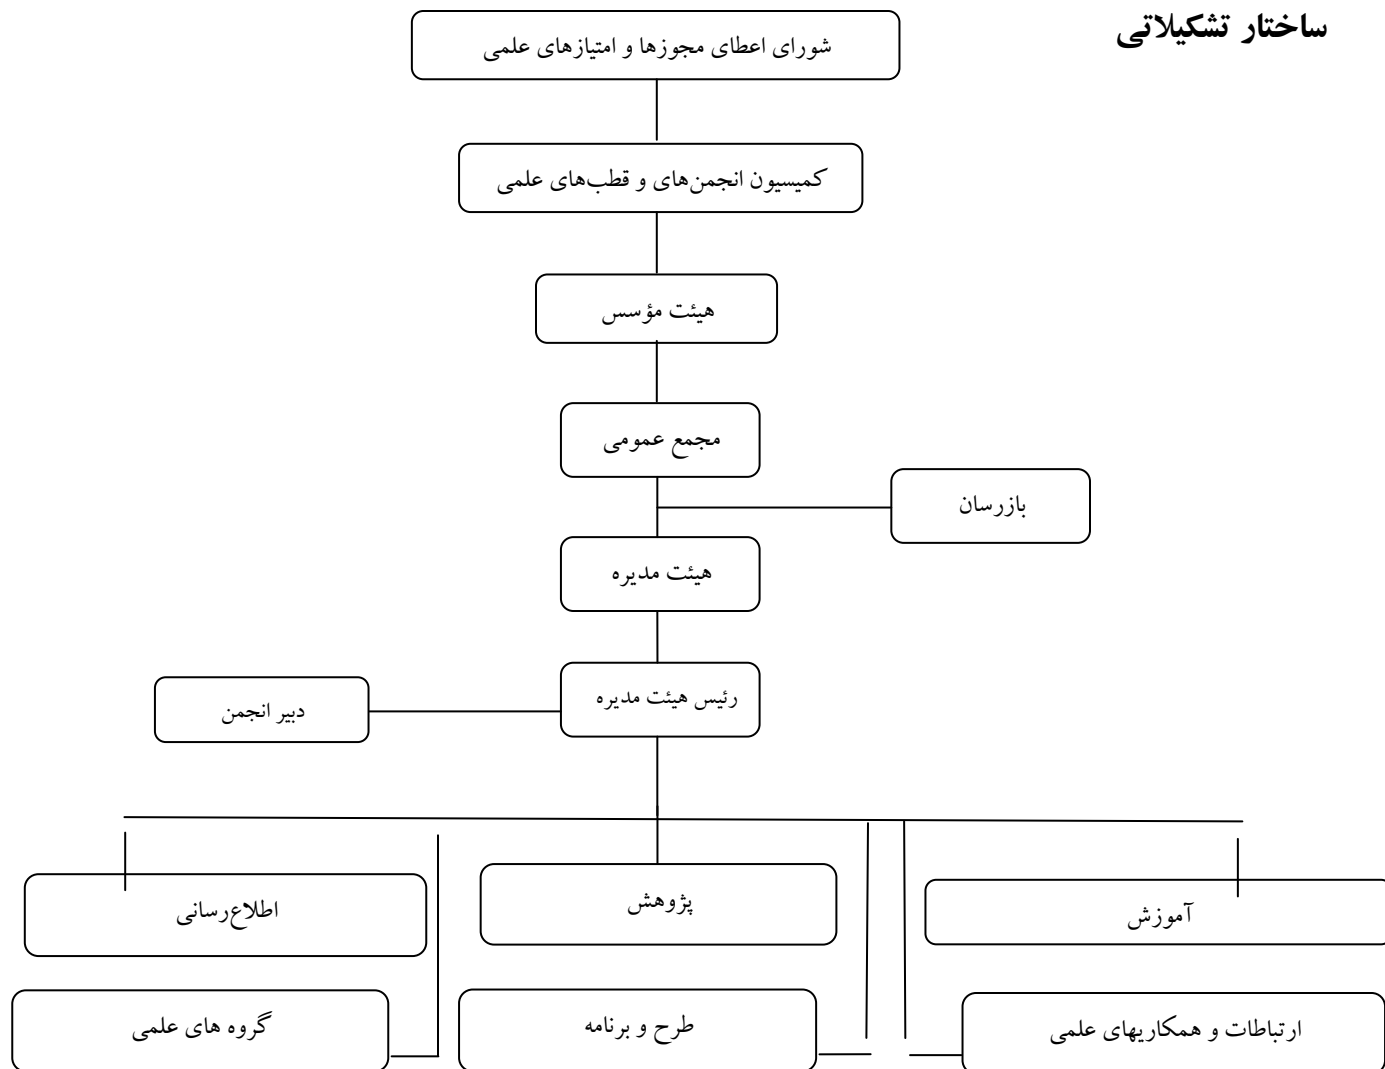 ساختار تشکیلاتی
شورای اعطای مجوزها و امتیازهای علمی
کمیسیون انجمن‌های و قطب‌های علمی
هیئت مؤسس
مجمع عمومی
بازرسان
هیئت مدیره
رئیس هیئت مدیره
دبیر انجمن
آموزش
پژوهش
اطلاع‌رسانی
ارتباطات و همکاریهای علمی
طرح و برنامه
گروه های علمی